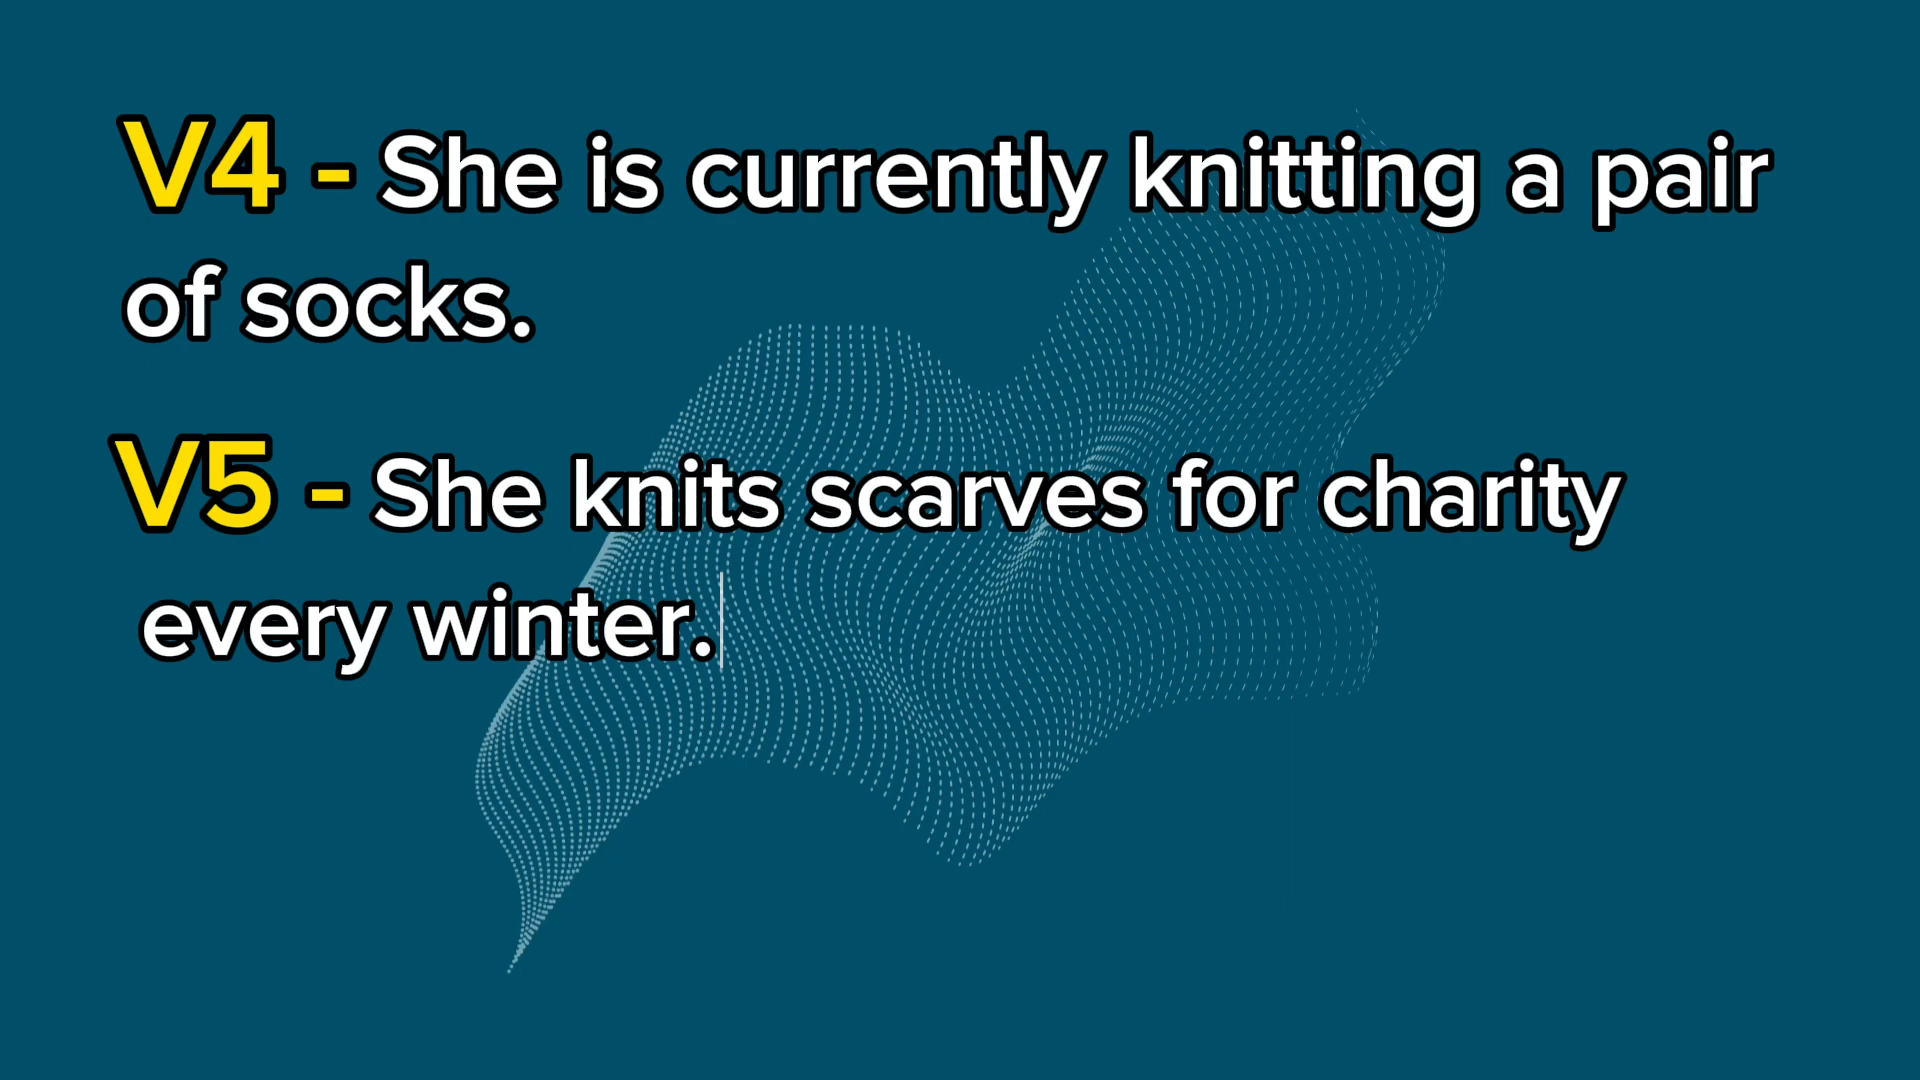 V4 - She is currently knitting a pair
of socks.
V5 - She knits scarves for charity
every winter.